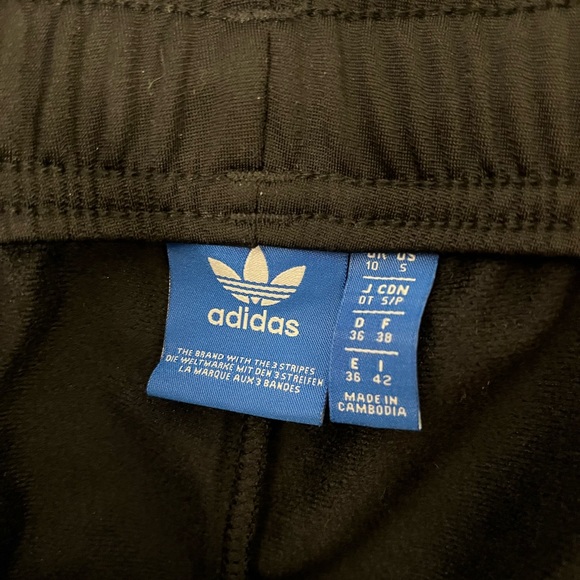 adidas
THE BRAND WITH THE 3 STRIPES
DIE WELTMARKE MIT DEN 3 STREIFEN
LA MARQUE AUX 3 BANDES
US
10 S
J CDN
OT S/P
D F
36 38
E I
36 42
MADE IN
CAMBODIA